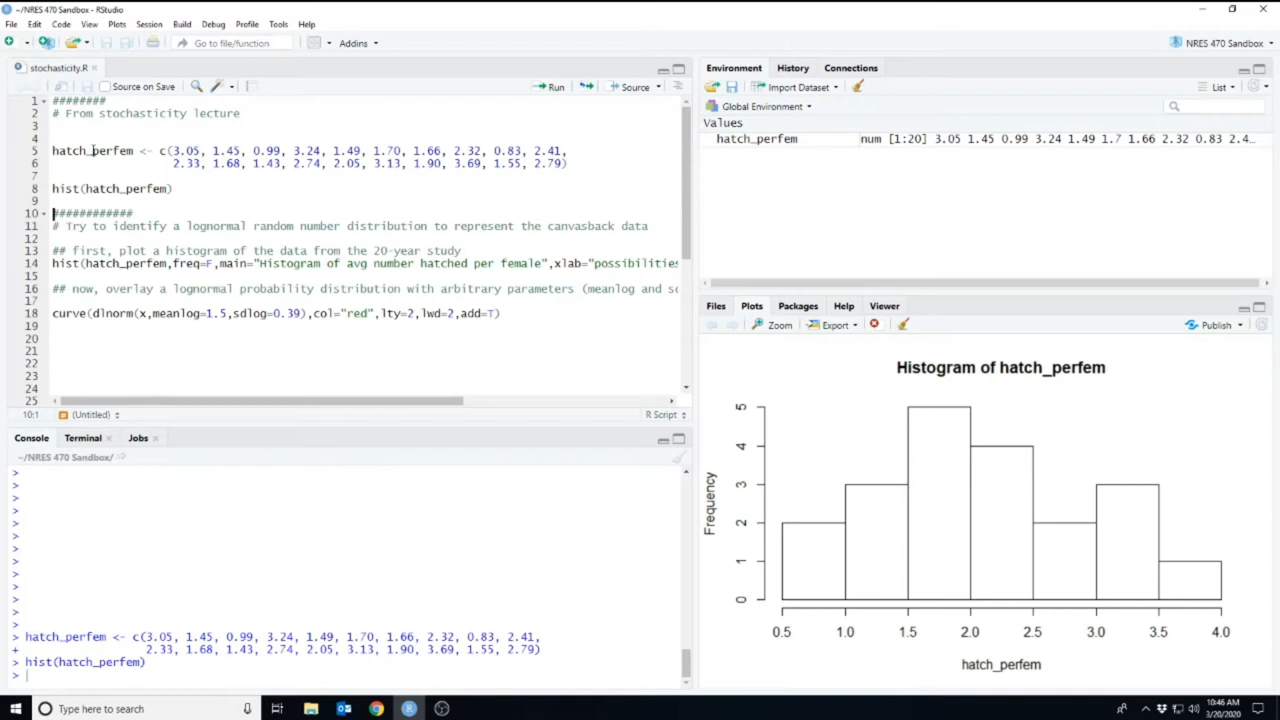 ~/NRES 470 Sandbox - RStudio
File Edit Code View Plots Session Build Debug Profile Tools Help
Go to file/function Addins NRES 470 Sandbox
stochasticity.R
Source on Save Run Source
1 ########
2 # From stochasticity lecture
3
4
5 hatch_perfem <- c(3.05, 1.45, 0.99, 3.24, 1.49, 1.70, 1.66, 2.32, 0.83, 2.41,
6 2.33, 1.68, 1.43, 2.74, 2.05, 3.13, 1.90, 3.69, 1.55, 2.79)
7
8 hist(hatch_perfem)
9
10 ############
11 # Try to identify a lognormal random number distribution to represent the canvasback data
12
13 ## first, plot a histogram of the data from the 20-year study
14 hist(hatch_perfem,freq=F,main="Histogram of avg number hatched per female",xlab="possibilities
15
16 ## now, overlay a lognormal probability distribution with arbitrary parameters (meanlog and sc
17
18 curve(dlnorm(x,meanlog=1.5,sdlog=0.39),col="red",lty=2,lwd=2,add=T)
19
20
21
22
23
24
25
10:1 (Untitled) R Script
Console Terminal Jobs
~/NRES 470 Sandbox/
>
>
>
>
>
>
>
>
>
>
>
>
>
> hatch_perfem <- c(3.05, 1.45, 0.99, 3.24, 1.49, 1.70, 1.66, 2.32, 0.83, 2.41,
+ 2.33, 1.68, 1.43, 2.74, 2.05, 3.13, 1.90, 3.69, 1.55, 2.79)
> hist(hatch_perfem)
>
Environment History Connections
Import Dataset List
Global Environment
Values
hatch_perfem num [1:20] 3.05 1.45 0.99 3.24 1.49 1.7 1.66 2.32 0.83 2.4…
Files Plots Packages Help Viewer
Zoom Export Publish
Histogram of hatch_perfem
Frequency
5
4
3
2
1
0
0.5 1.0 1.5 2.0 2.5 3.0 3.5 4.0
hatch_perfem
Type here to search
10:46 AM
3/20/2020